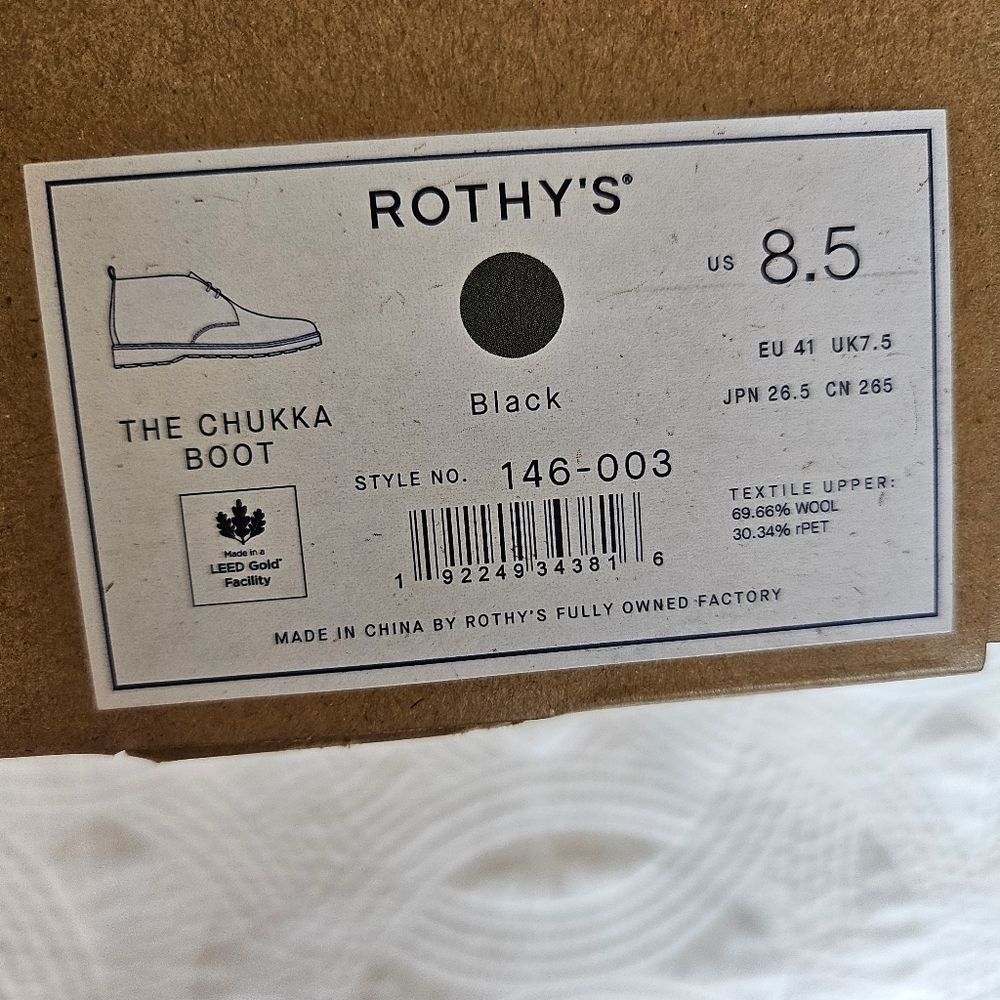 ROTHY'S®
US 8.5
EU 41 UK7.5
JPN 26.5 CN 265
Black
THE CHUKKA
BOOT
STYLE NO. 146-003
TEXTILE UPPER:
69.66% WOOL
30.34% rPET
Made in a
LEED Gold®
Facility
1 92249 34381 6
MADE IN CHINA BY ROTHY'S FULLY OWNED FACTORY